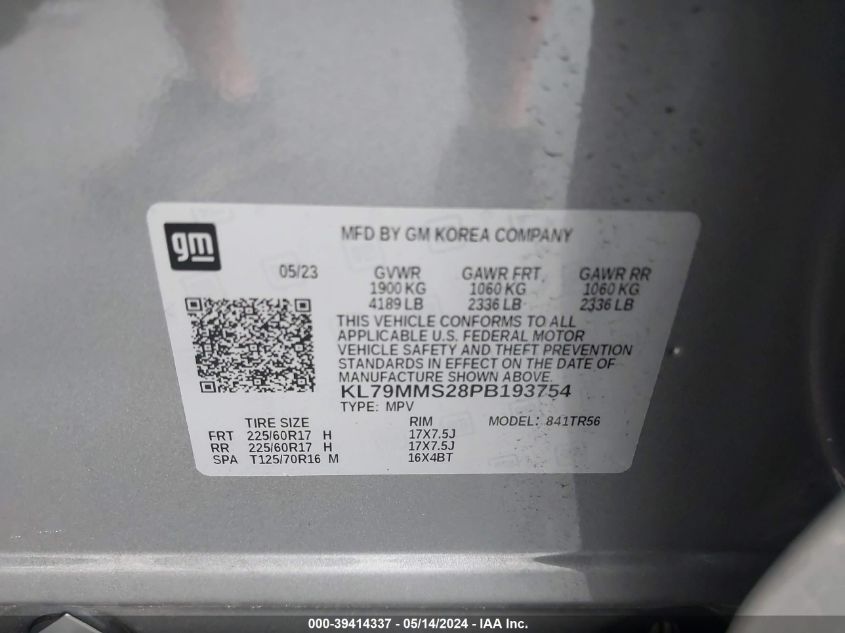 gm
MFD BY GM KOREA COMPANY
05/23 GVWR GAWR FRT GAWR RR
1900 KG 1060 KG 1060 KG
4189 LB 2336 LB 2336 LB
THIS VEHICLE CONFORMS TO ALL
APPLICABLE U.S. FEDERAL MOTOR
VEHICLE SAFETY AND THEFT PREVENTION
STANDARDS IN EFFECT ON THE DATE OF
MANUFACTURE SHOWN ABOVE.
KL79MMS28PB193754
TYPE: MPV
TIRE SIZE RIM MODEL: 841TR56
FRT 225/60R17 H 17X7.5J
RR 225/60R17 H 17X7.5J
SPA T125/70R16 M 16X4BT
000-39414337 - 05/14/2024 - IAA Inc.